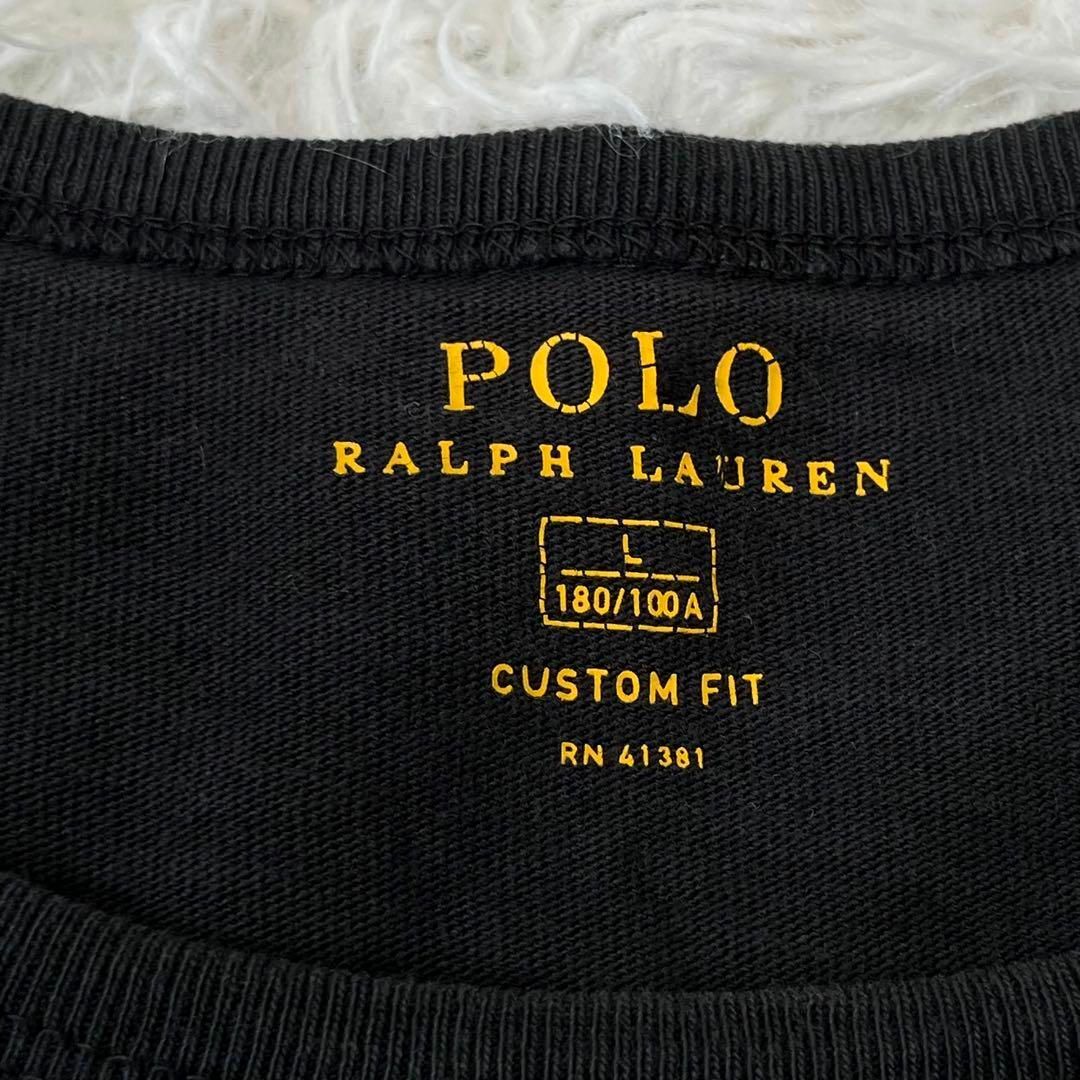 POLO
RALPH LAUREN
L
180/100A
CUSTOM FIT
RN 41381